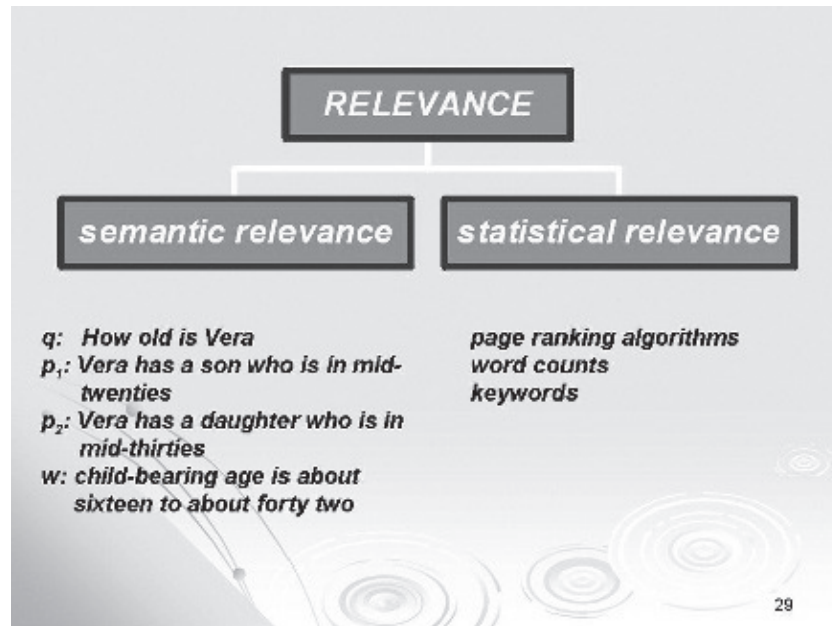 RELEVANCE
semantic relevance
statistical relevance
q: How old is Vera
p₁: Vera has a son who is in mid-
twenties
p₂: Vera has a daughter who is in
mid-thirties
w: child-bearing age is about
sixteen to about forty two
page ranking algorithms
word counts
keywords
29